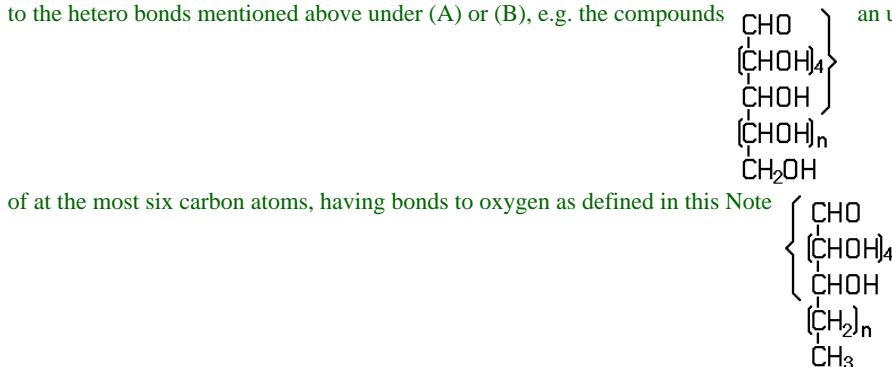 to the hetero bonds mentioned above under (A) or (B), e.g. the compounds
an
CHO
(CHOH)4
CHOH
(CHOH)n
CH2OH
of at the most six carbon atoms, having bonds to oxygen as defined in this Note
CHO
(CHOH)4
CHOH
(CH2)n
CH3